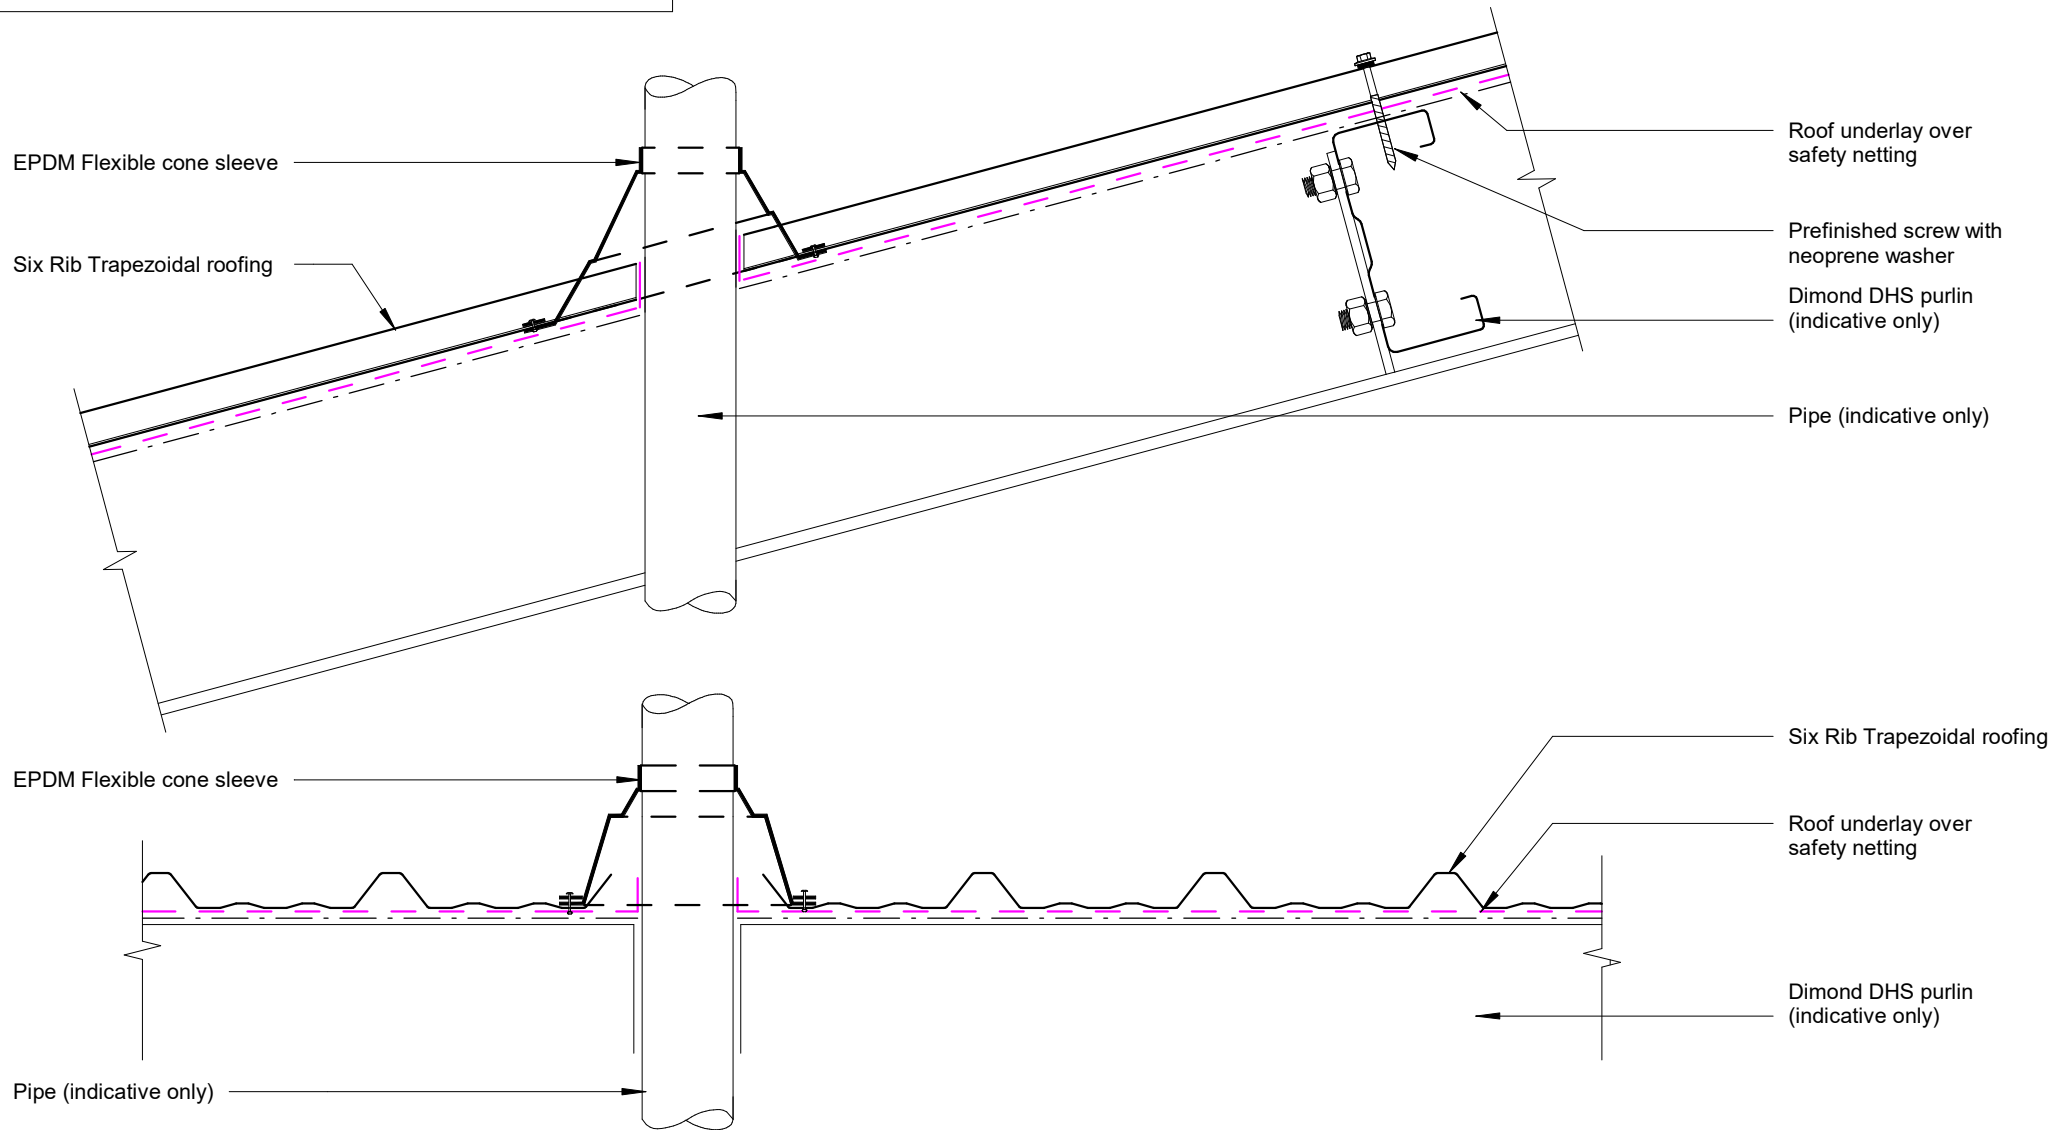 EPDM Flexible cone sleeve
Six Rib Trapezoidal roofing
Roof underlay over
safety netting
Prefinished screw with
neoprene washer
Dimond DHS purlin
(indicative only)
Pipe (indicative only)
EPDM Flexible cone sleeve
Pipe (indicative only)
Six Rib Trapezoidal roofing
Roof underlay over
safety netting
Dimond DHS purlin
(indicative only)